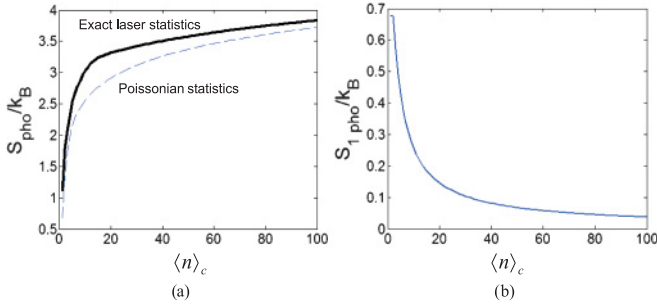 (a)
4
3.5
3
2.5
2
1.5
1
0.5
0
20
40
60
80
100
S_pho/k_B
Exact laser statistics
Poissonian statistics
⟨n⟩_c
(a)
(b)
0.7
0.6
0.5
0.4
0.3
0.2
0.1
0
0
20
40
60
80
100
S_1 pho/k_B
⟨n⟩_c
(b)